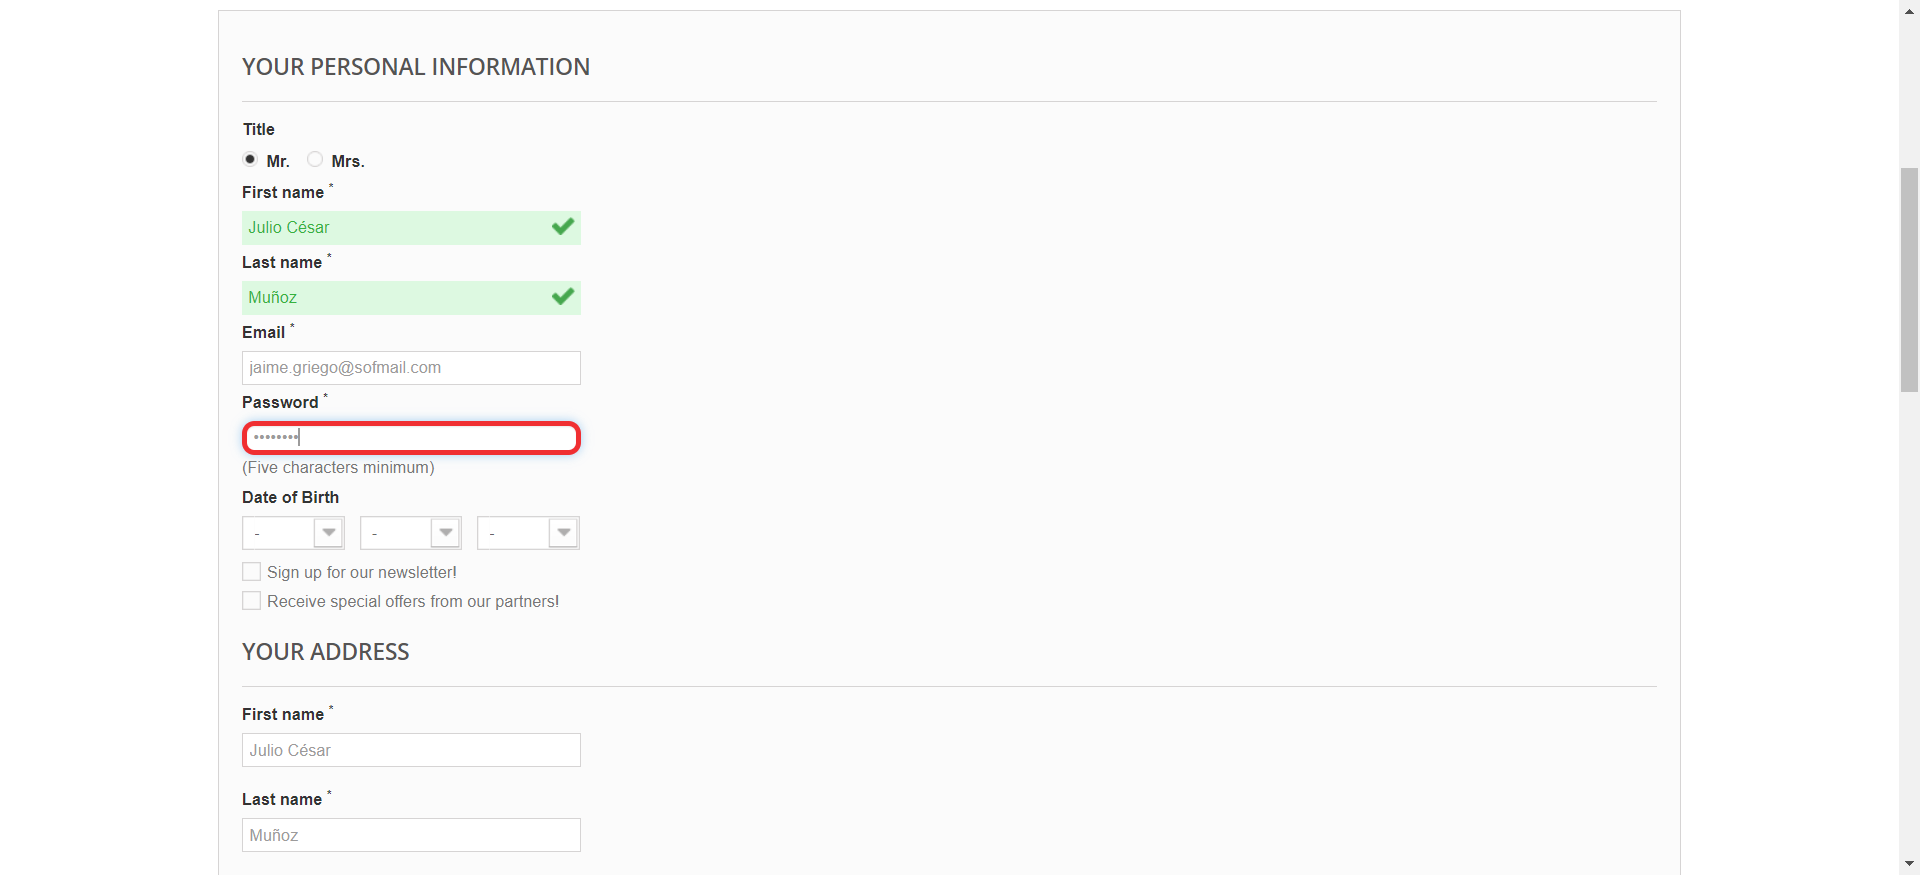 YOUR PERSONAL INFORMATION
Title
Mr. Mrs.
First name *
Julio César
Last name *
Muñoz
Email *
jaime.griego@sofmail.com
Password *
••••••••
(Five characters minimum)
Date of Birth
- - -
Sign up for our newsletter!
Receive special offers from our partners!
YOUR ADDRESS
First name *
Julio César
Last name *
Muñoz